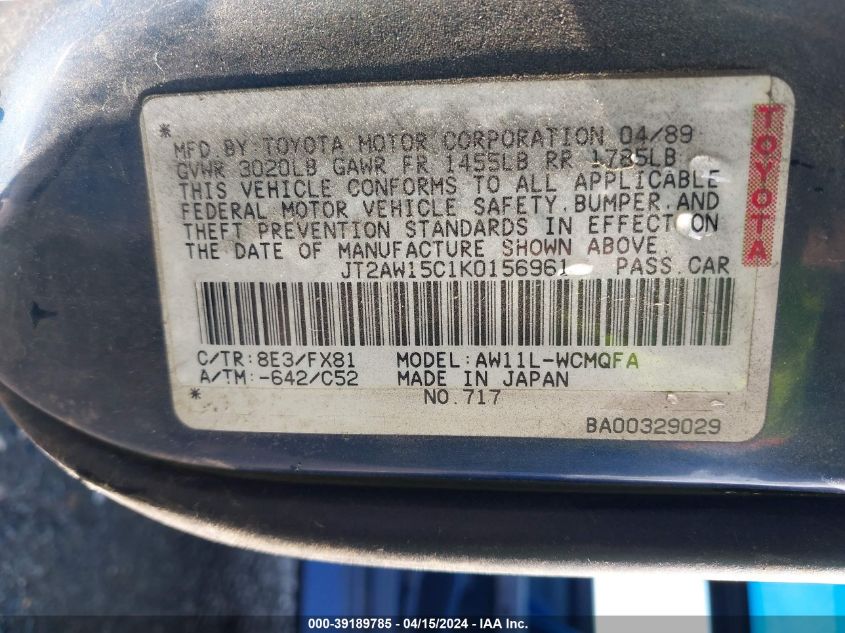 * MFD BY: TOYOTA MOTOR CORPORATION 04/89
GVWR 3020LB GAWR FR 1455LB RR 1785LB
THIS VEHICLE CONFORMS TO ALL APPLICABLE
FEDERAL MOTOR VEHICLE SAFETY, BUMPER, AND
THEFT PREVENTION STANDARDS IN EFFECT ON
THE DATE OF MANUFACTURE SHOWN ABOVE.
JT2AW15C1K0156961 PASS. CAR
C/TR: 8E3/FX81 MODEL: AW11L-WCMQFA
A/TM: -642/C52 MADE IN JAPAN
* NO. 717
BA00329029
TOYOTA
000-39189785 - 04/15/2024 - IAA Inc.